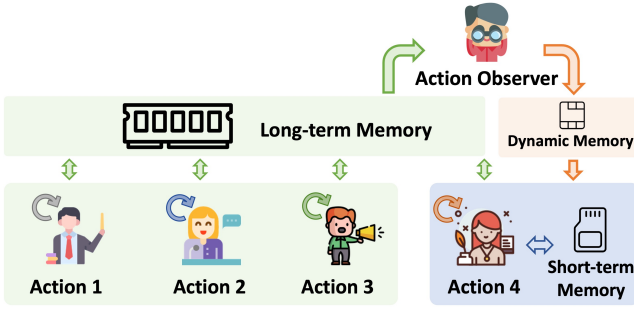 Action Observer
Long-term Memory
Dynamic Memory
Action 1
Action 2
Action 3
Action 4
Short-term
Memory